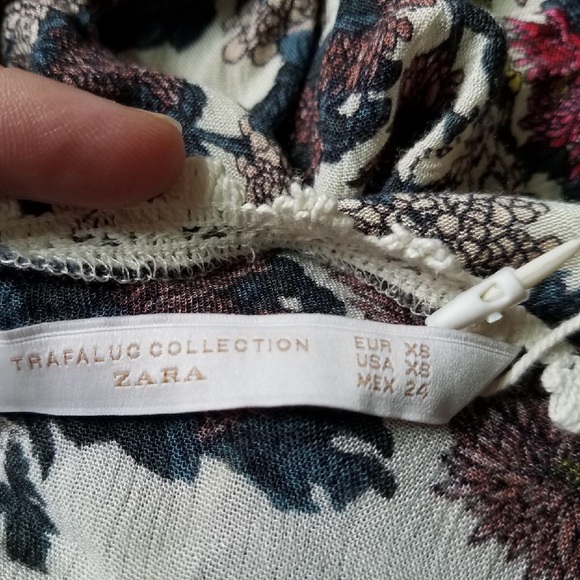 TRAFALUC COLLECTION
ZARA
EUR XS
USA XS
MEX 24